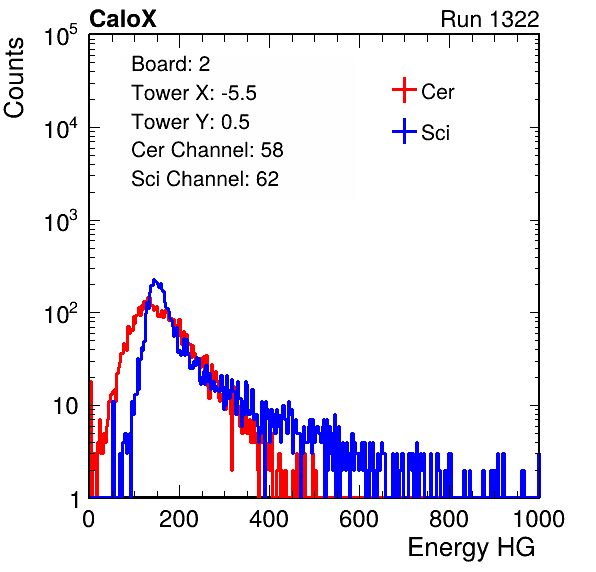 CaloX Run 1322
Counts
Board: 2
Tower X: -5.5
Tower Y: 0.5
Cer Channel: 58
Sci Channel: 62
Cer
Sci
10^5
10^4
10^3
10^2
10
1
0 200 400 600 800 1000
Energy HG